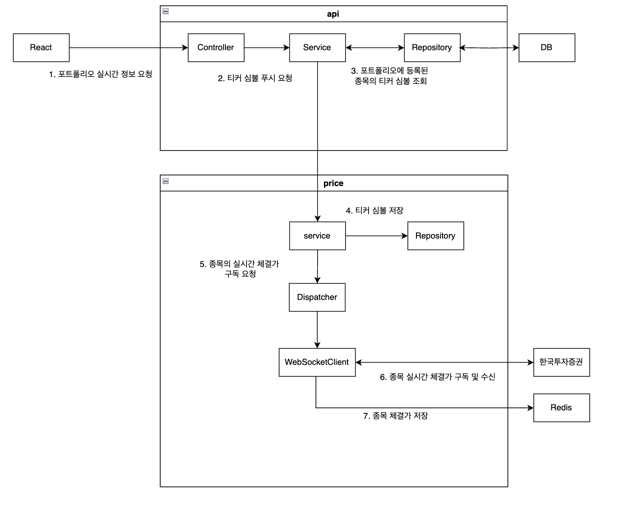 api
React
Controller
Service
Repository
DB
1. 포트폴리오 실시간 정보 요청
2. 티커 심볼 푸시 요청
3. 포트폴리오에 등록된
종목의 티커 심볼 조회
price
4. 티커 심볼 저장
service
Repository
5. 종목의 실시간 체결가
구독 요청
Dispatcher
WebSocketClient
한국투자증권
6. 종목 실시간 체결가 구독 및 수신
Redis
7. 종목 체결가 저장